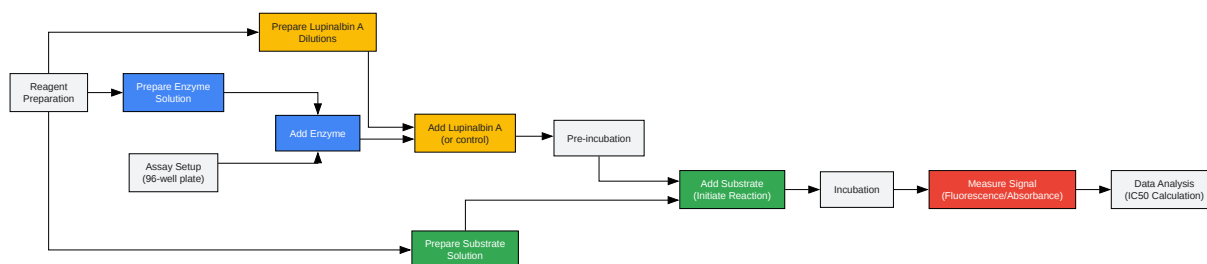 Prepare Lupinalbin A
Dilutions
Reagent
Preparation
Prepare Enzyme
Solution
Add Enzyme
Add Lupinalbin A
(or control)
Pre-incubation
Assay Setup
(96-well plate)
Add Substrate
(Initiate Reaction)
Incubation
Measure Signal
(Fluorescence/Absorbance)
Data Analysis
(IC50 Calculation)
Prepare Substrate
Solution